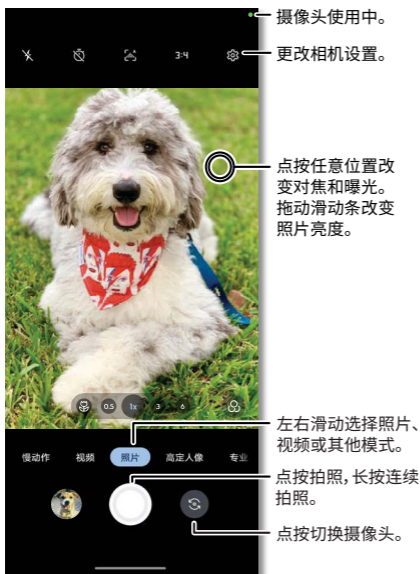 摄像头使用中。
3:4
更改相机设置。
点按任意位置改
变对焦和曝光。
拖动滑动条改变
照片亮度。
0.5 1x 3 6
左右滑动选择照片、
视频或其他模式。
慢动作 视频 照片 高定人像 专业
点按拍照，长按连续
拍照。
点按切换摄像头。